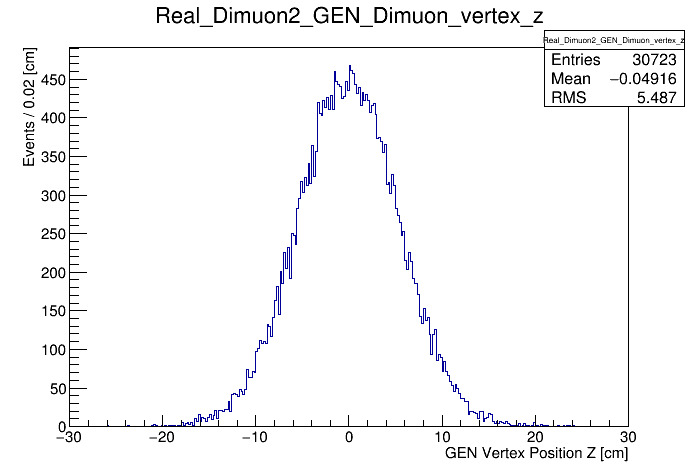 Real_Dimuon2_GEN_Dimuon_vertex_z
Real_Dimuon2_GEN_Dimuon_vertex_z
Entries 30723
Mean −0.04916
RMS 5.487
Events / 0.02 [cm]
450
400
350
300
250
200
150
100
50
0
−30 −20 −10 0 10 20 30
GEN Vertex Position Z [cm]